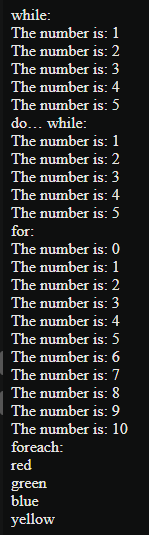 while:
The number is: 1
The number is: 2
The number is: 3
The number is: 4
The number is: 5
do… while:
The number is: 1
The number is: 2
The number is: 3
The number is: 4
The number is: 5
for:
The number is: 0
The number is: 1
The number is: 2
The number is: 3
The number is: 4
The number is: 5
The number is: 6
The number is: 7
The number is: 8
The number is: 9
The number is: 10
foreach:
red
green
blue
yellow